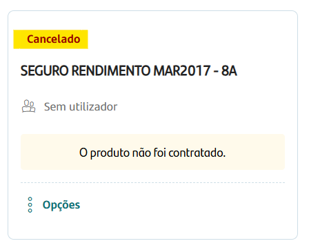 Cancelado
SEGURO RENDIMENTO MAR2017 - 8A
Sem utilizador
O produto não foi contratado.
Opções